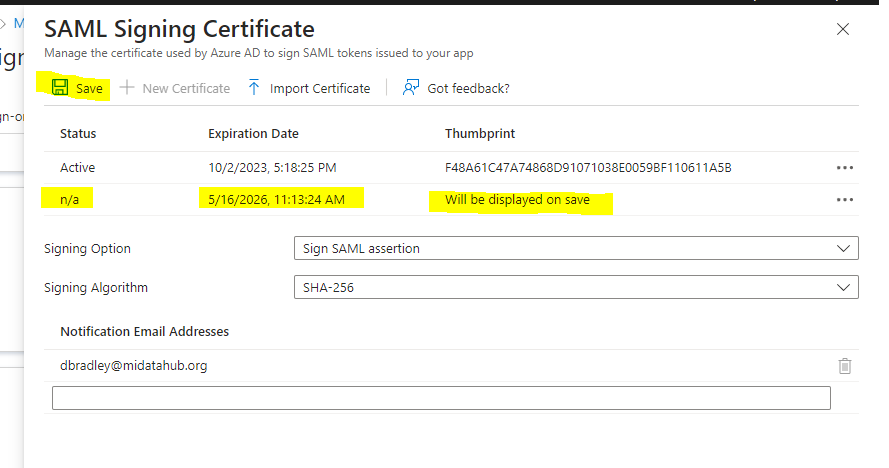 M
SAML Signing Certificate
Manage the certificate used by Azure AD to sign SAML tokens issued to your app
Save New Certificate Import Certificate Got feedback?
Status Expiration Date Thumbprint
Active 10/2/2023, 5:18:25 PM F48A61C47A74868D91071038E0059BF110611A5B
n/a 5/16/2026, 11:13:24 AM Will be displayed on save
Signing Option Sign SAML assertion
Signing Algorithm SHA-256
Notification Email Addresses
dbradley@midatahub.org